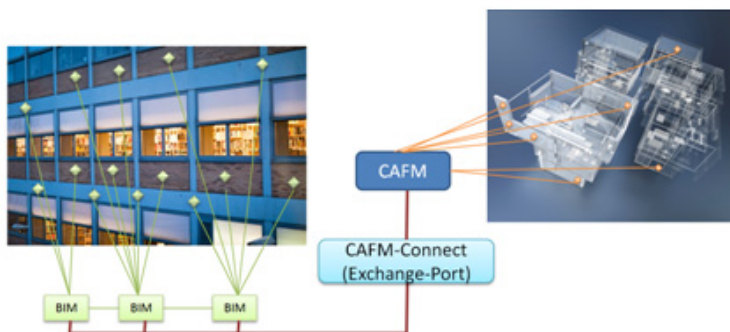 CAFM
CAFM-Connect
(Exchange-Port)
BIM
BIM
BIM